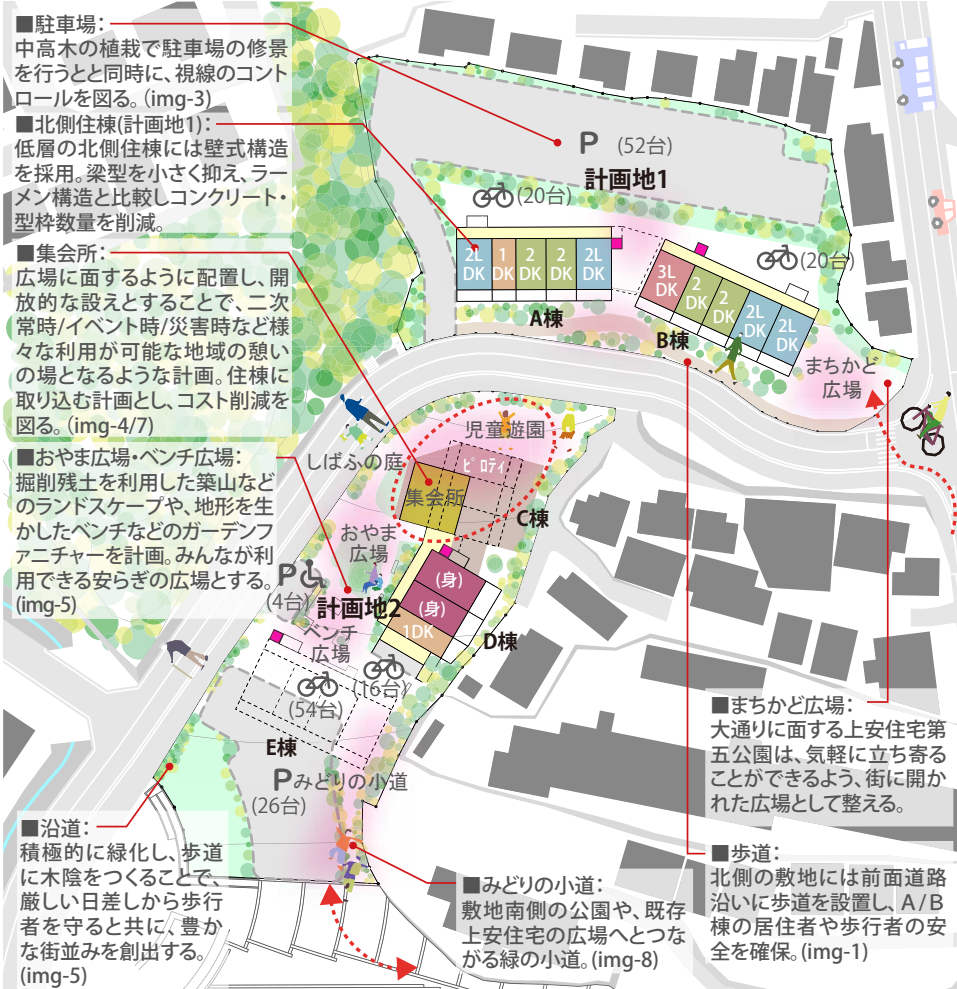 ■駐車場:
中高木の植栽で駐車場の修景
を行うとと同時に、視線のコント
ロールを図る。(img-3)
■北側住棟(計画地1):
低層の北側住棟には壁式構造
を採用。梁型を小さく抑え、ラー
メン構造と比較しコンクリート・
型枠数量を削減。
■集会所:
広場に面するように配置し、開
放的な設えとすることで、二次
常時/イベント時/災害時など様
々な利用が可能な地域の憩い
の場となるような計画。住棟に
取り込む計画とし、コスト削減を
図る。(img-4/7)
■おやま広場・ベンチ広場:
掘削残土を利用した築山など
のランドスケープや、地形を生
かしたベンチなどのガーデンフ
ァニチャーを計画。みんなが利
用できる安らぎの広場とする。
(img-5)
■沿道:
積極的に緑化し、歩道
に木陰をつくることで、
厳しい日差しから歩行
者を守ると共に、豊か
な街並みを創出する。
(img-5)
P (52台)
計画地1
(20台)
2L
DK
1
DK
2
DK
2
DK
2L
DK
A棟
(20台)
3L
DK
2
DK
2
DK
2L
DK
2L
DK
B棟
まちかど
広場
児童遊園
ピロティ
しばふの庭
集会所
C棟
おやま
広場
P
(4台)
計画地2
(身)
(身)
1DK
D棟
ベンチ
広場
(16台)
(54台)
E棟
P
(26台)
みどりの小道
■まちかど広場:
大通りに面する上安住宅第
五公園は、気軽に立ち寄る
ことができるよう、街に開か
れた広場として整える。
■歩道:
北側の敷地には前面道路
沿いに歩道を設置し、A/B
棟の居住者や歩行者の安
全を確保。(img-1)
■みどりの小道:
敷地南側の公園や、既存
上安住宅の広場へとつな
がる緑の小道。(img-8)